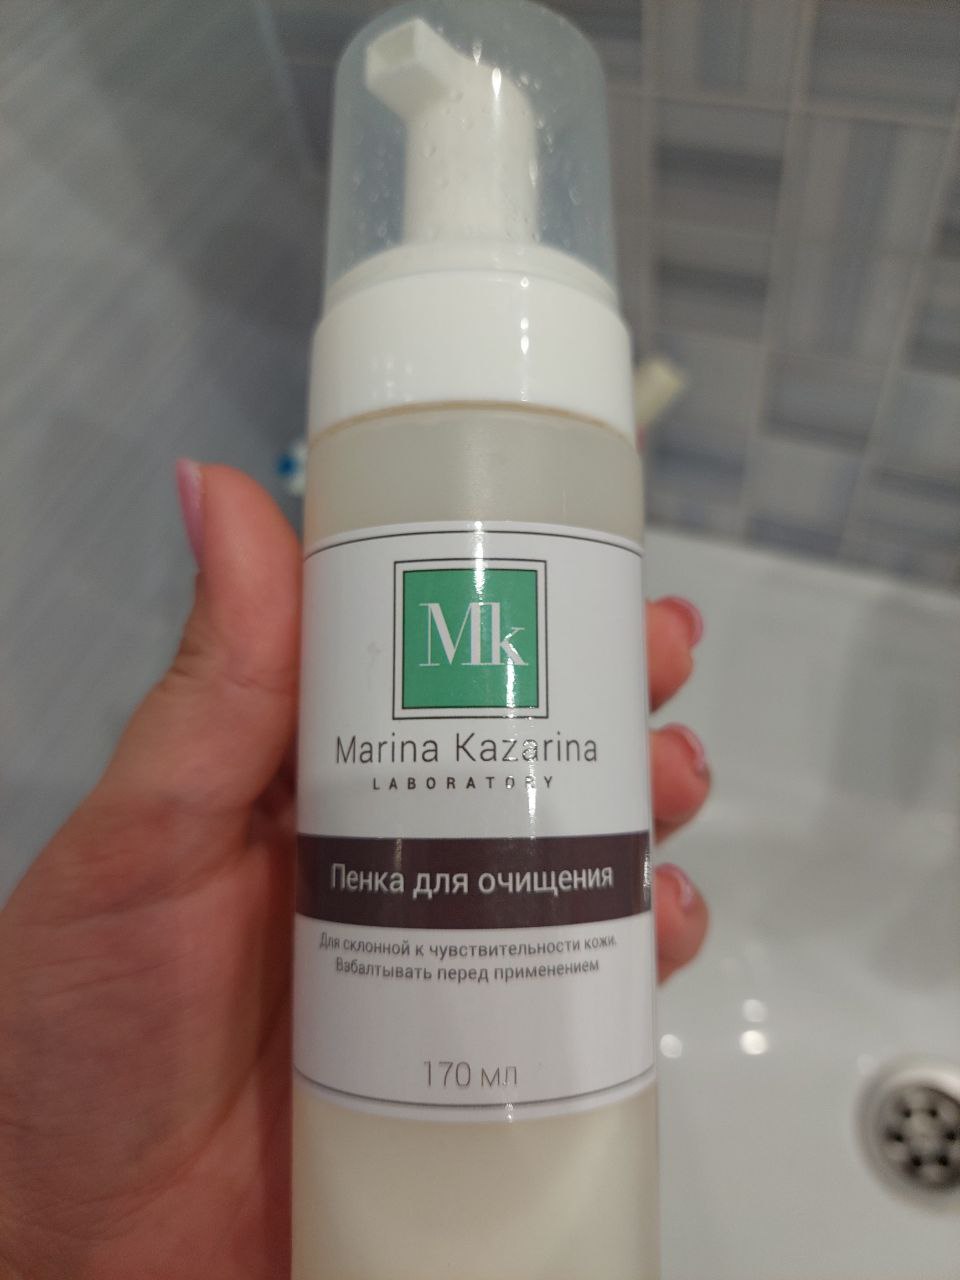 Mk
Marina Kazarina
LABORATORY
Пенка для очищения
Для склонной к чувствительности кожи.
Взбалтывать перед применением
170 мл